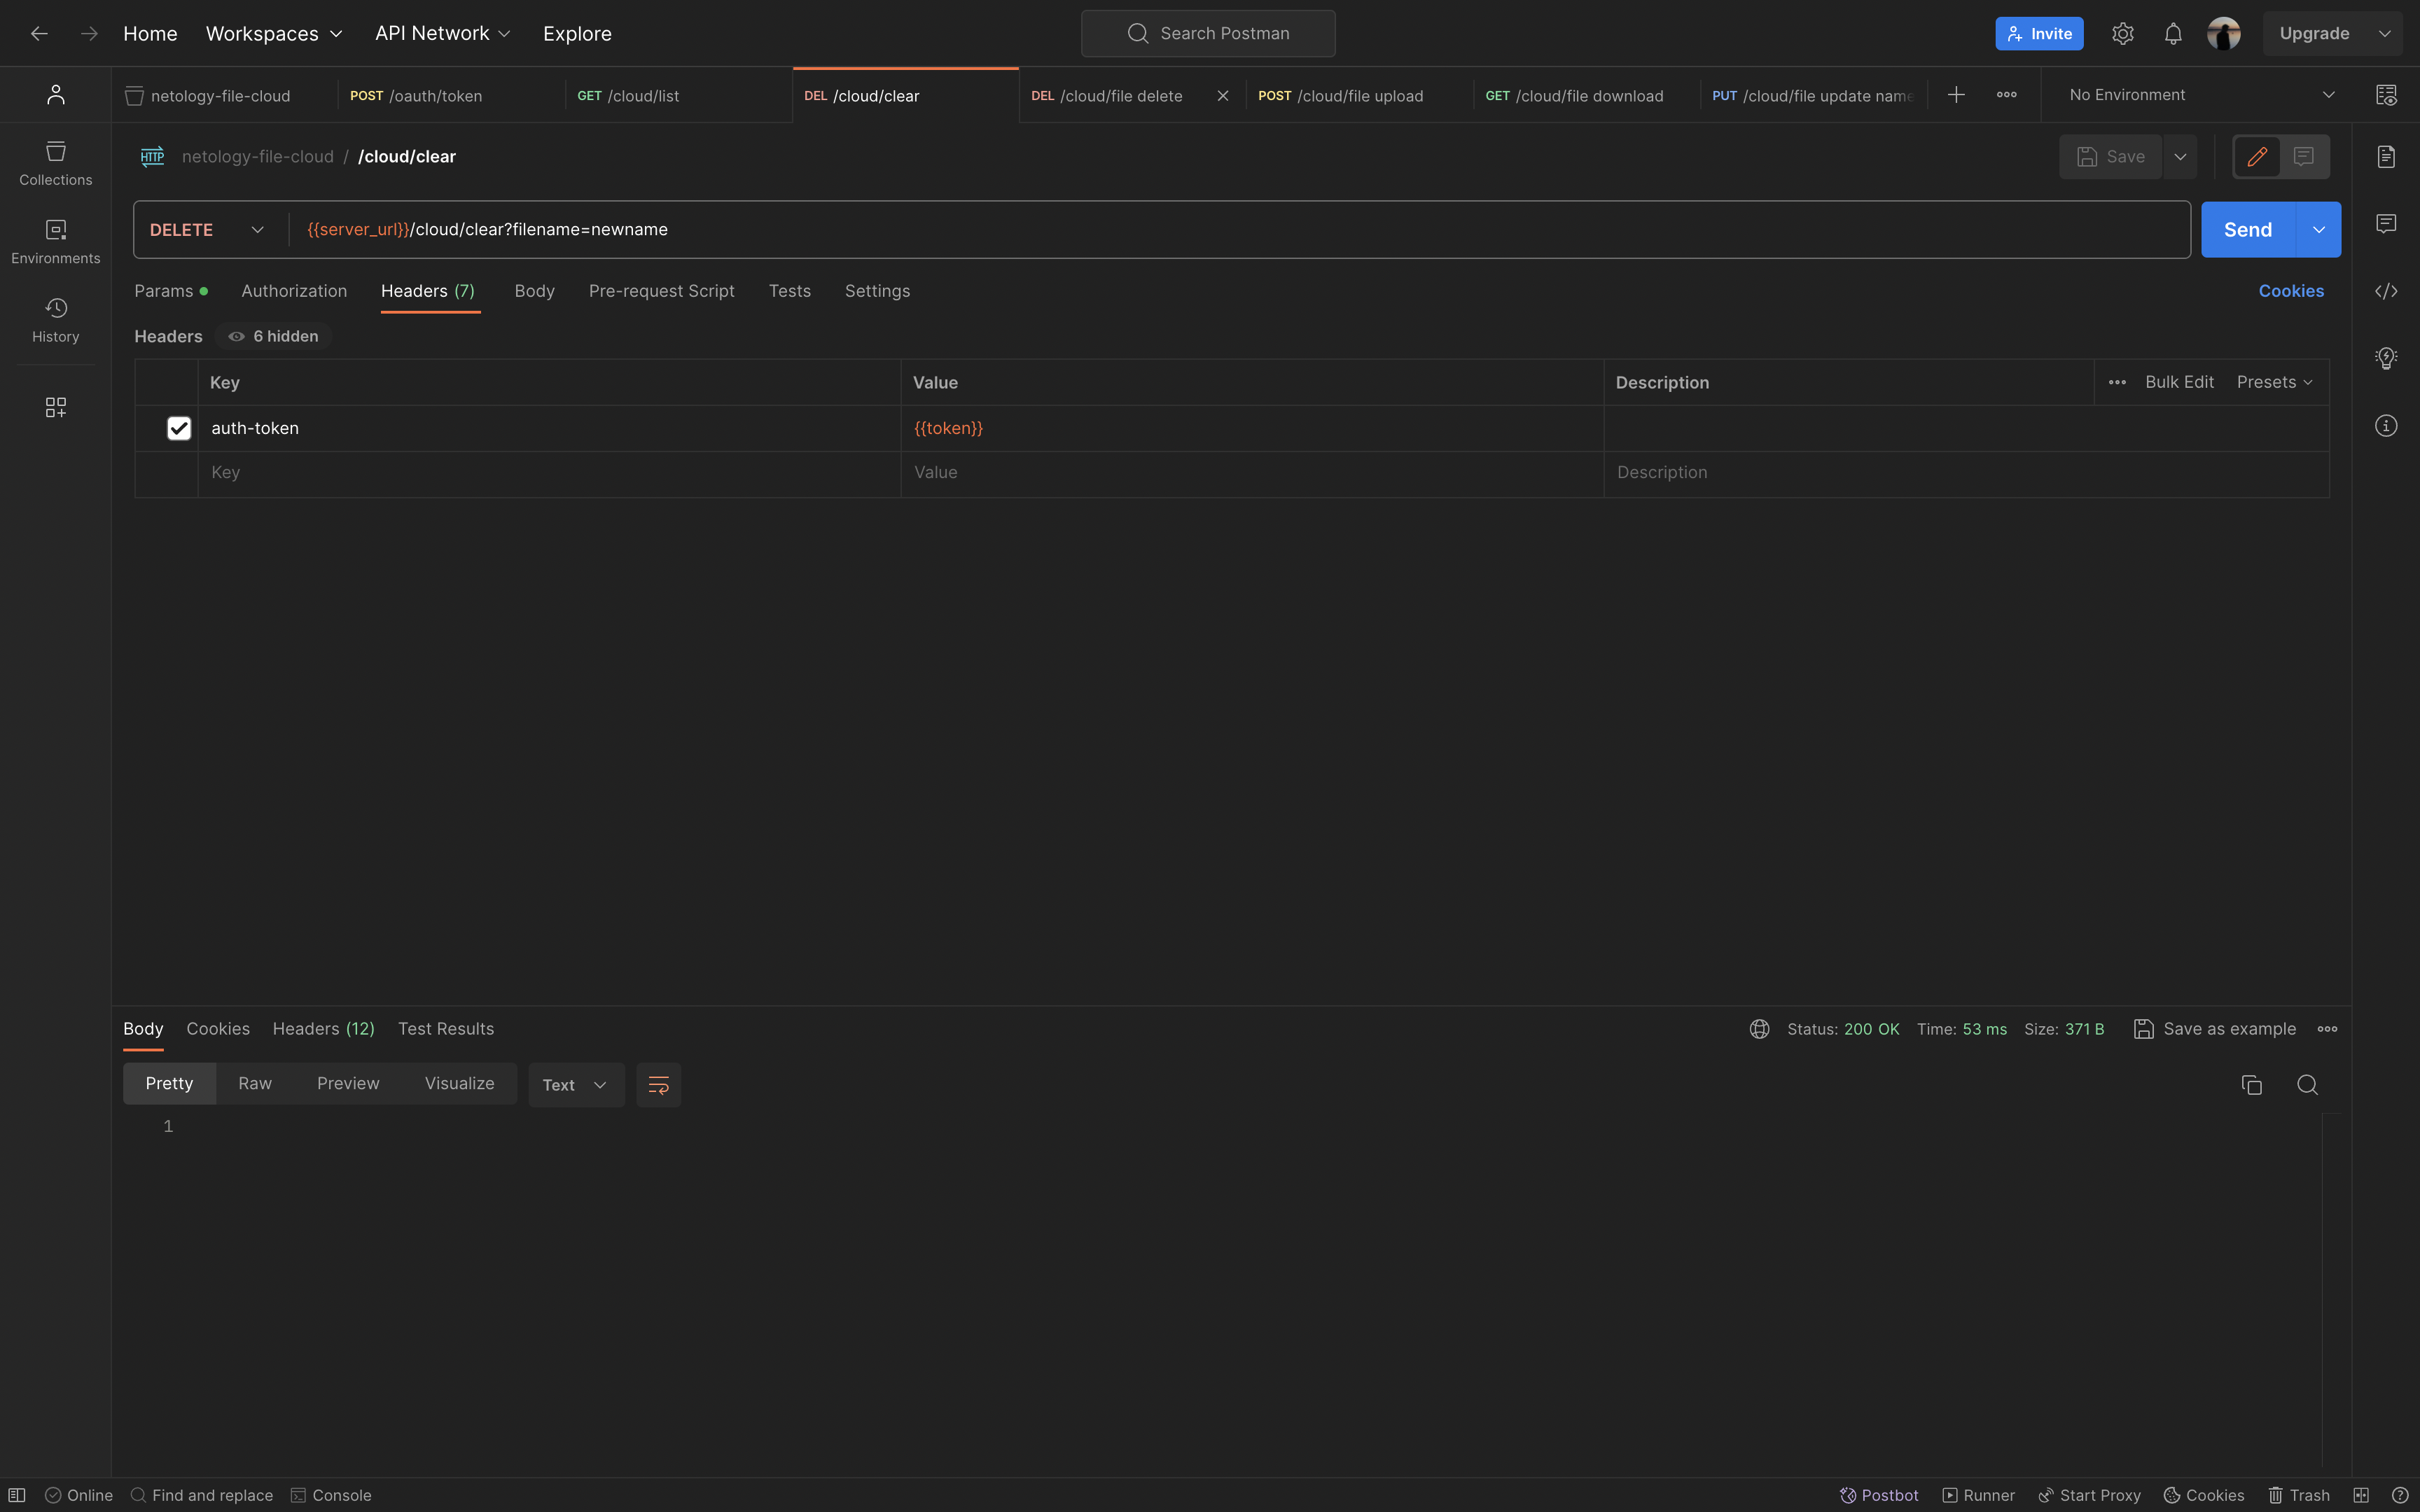 Home Workspaces API Network Explore Search Postman Invite Upgrade
netology-file-cloud POST /oauth/token GET /cloud/list DEL /cloud/clear DEL /cloud/file delete POST /cloud/file upload GET /cloud/file download PUT /cloud/file update name No Environment
HTTP netology-file-cloud / /cloud/clear Save
Collections
DELETE {{server_url}}/cloud/clear?filename=newname Send
Environments
Params Authorization Headers (7) Body Pre-request Script Tests Settings Cookies
History
Headers 6 hidden
Key Value Description Bulk Edit Presets
auth-token {{token}}
Key Value Description
Body Cookies Headers (12) Test Results Status: 200 OK Time: 53 ms Size: 371 B Save as example
Pretty Raw Preview Visualize Text
1
Online Find and replace Console Postbot Runner Start Proxy Cookies Trash